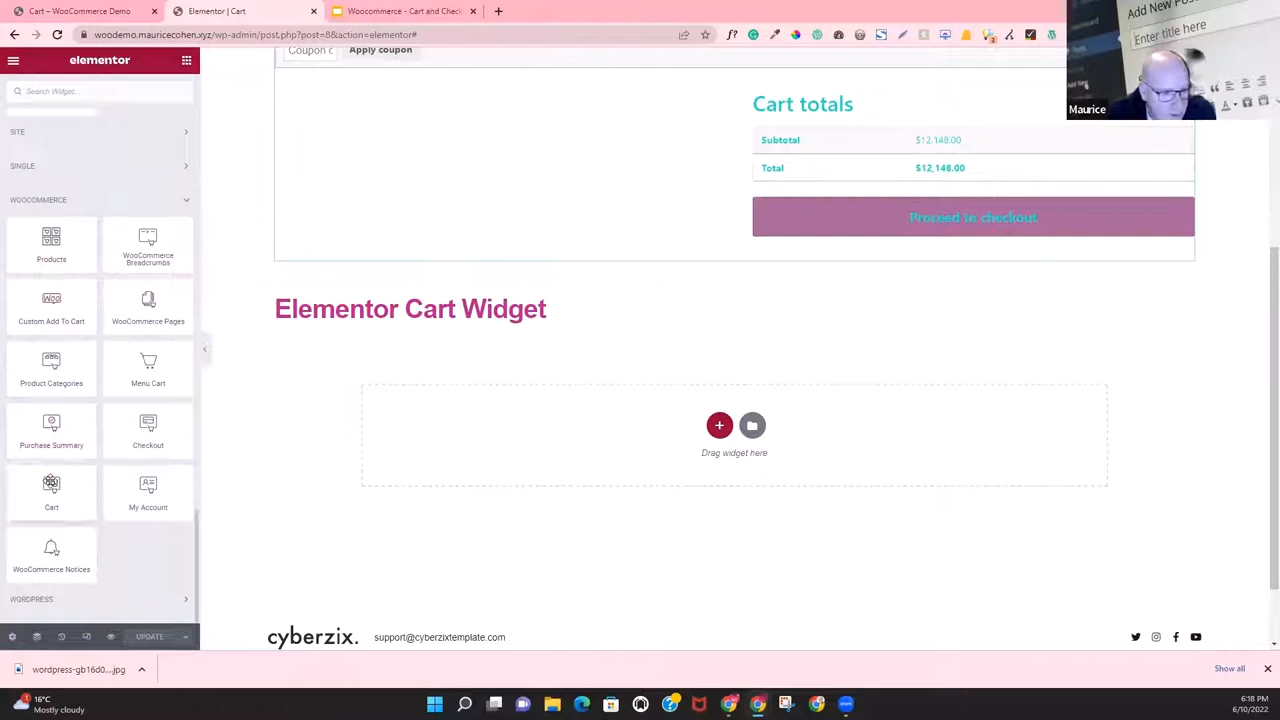 Cart – WooCommerce Demo
Elementor | Cart
Woocommerce - Cart and Check
woodemo.mauricecohen.xyz/wp-admin/post.php?post=8&action=elementor#
elementor
Search Widget...
SITE
SINGLE
WOOCOMMERCE
Products
WooCommerce
Breadcrumbs
Woo
Custom Add To Cart
WooCommerce Pages
Product Categories
Menu Cart
Purchase Summary
Checkout
Cart
My Account
WooCommerce Notices
WORDPRESS
UPDATE
Coupon c
Apply coupon
Cart totals
Subtotal
$12,148.00
Total
$12,148.00
Proceed to checkout
Elementor Cart Widget
Drag widget here
cyberzix.
support@cyberzixtemplate.com
Add New Pos
Enter title here
Maurice
wordpress-gb16d0....jpg
Show all
16°C
Mostly cloudy
6:18 PM
6/10/2022